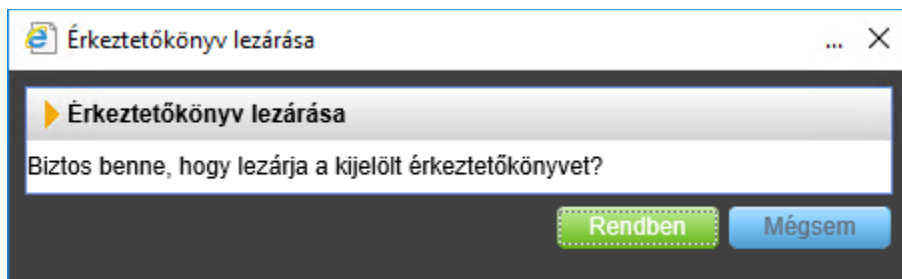 Érkeztetőkönyv lezárása
...
Érkeztetőkönyv lezárása
Biztos benne, hogy lezárja a kijelölt érkeztetőkönyvet?
Rendben Mégsem